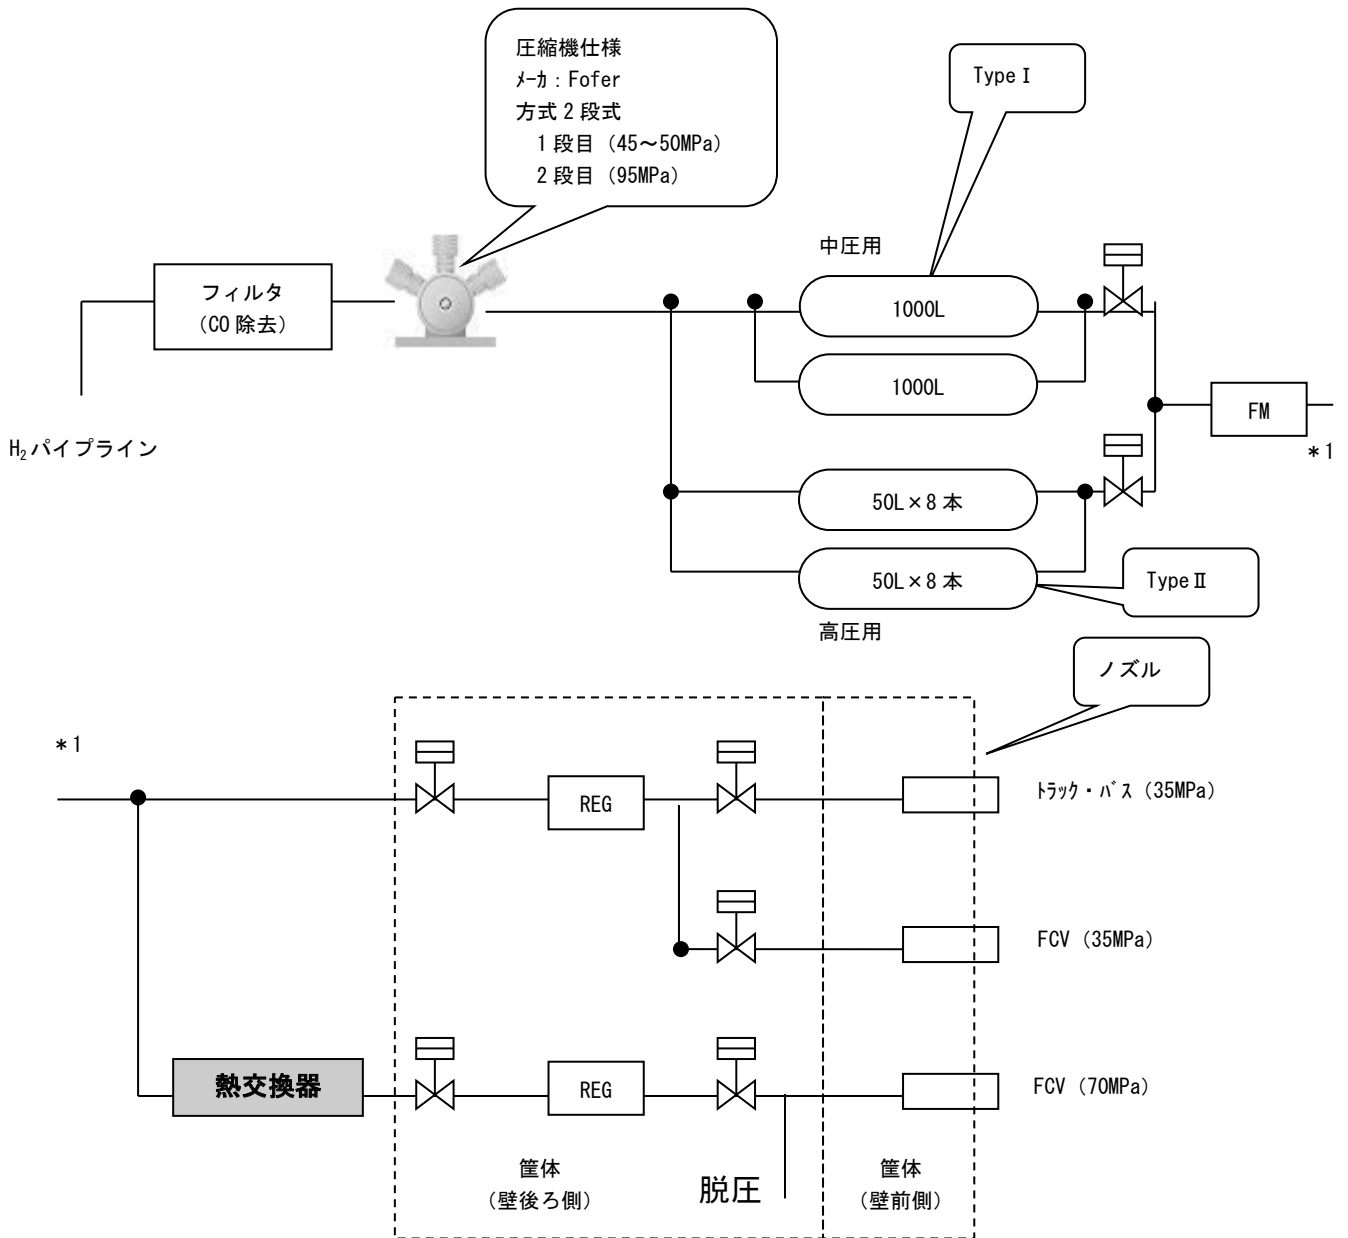 圧縮機仕様
ﾒｰｶ：Fofer
方式2段式
1段目（45～50MPa）
2段目（95MPa）
TypeⅠ
中圧用
フィルタ
（CO除去）
1000L
1000L
FM
H₂パイプライン
＊1
50L×8本
50L×8本
TypeⅡ
高圧用
ノズル
＊1
REG
ﾄﾗｯｸ・ﾊﾞｽ（35MPa）
FCV（35MPa）
熱交換器
REG
FCV（70MPa）
筐体
（壁後ろ側）
脱圧
筐体
（壁前側）